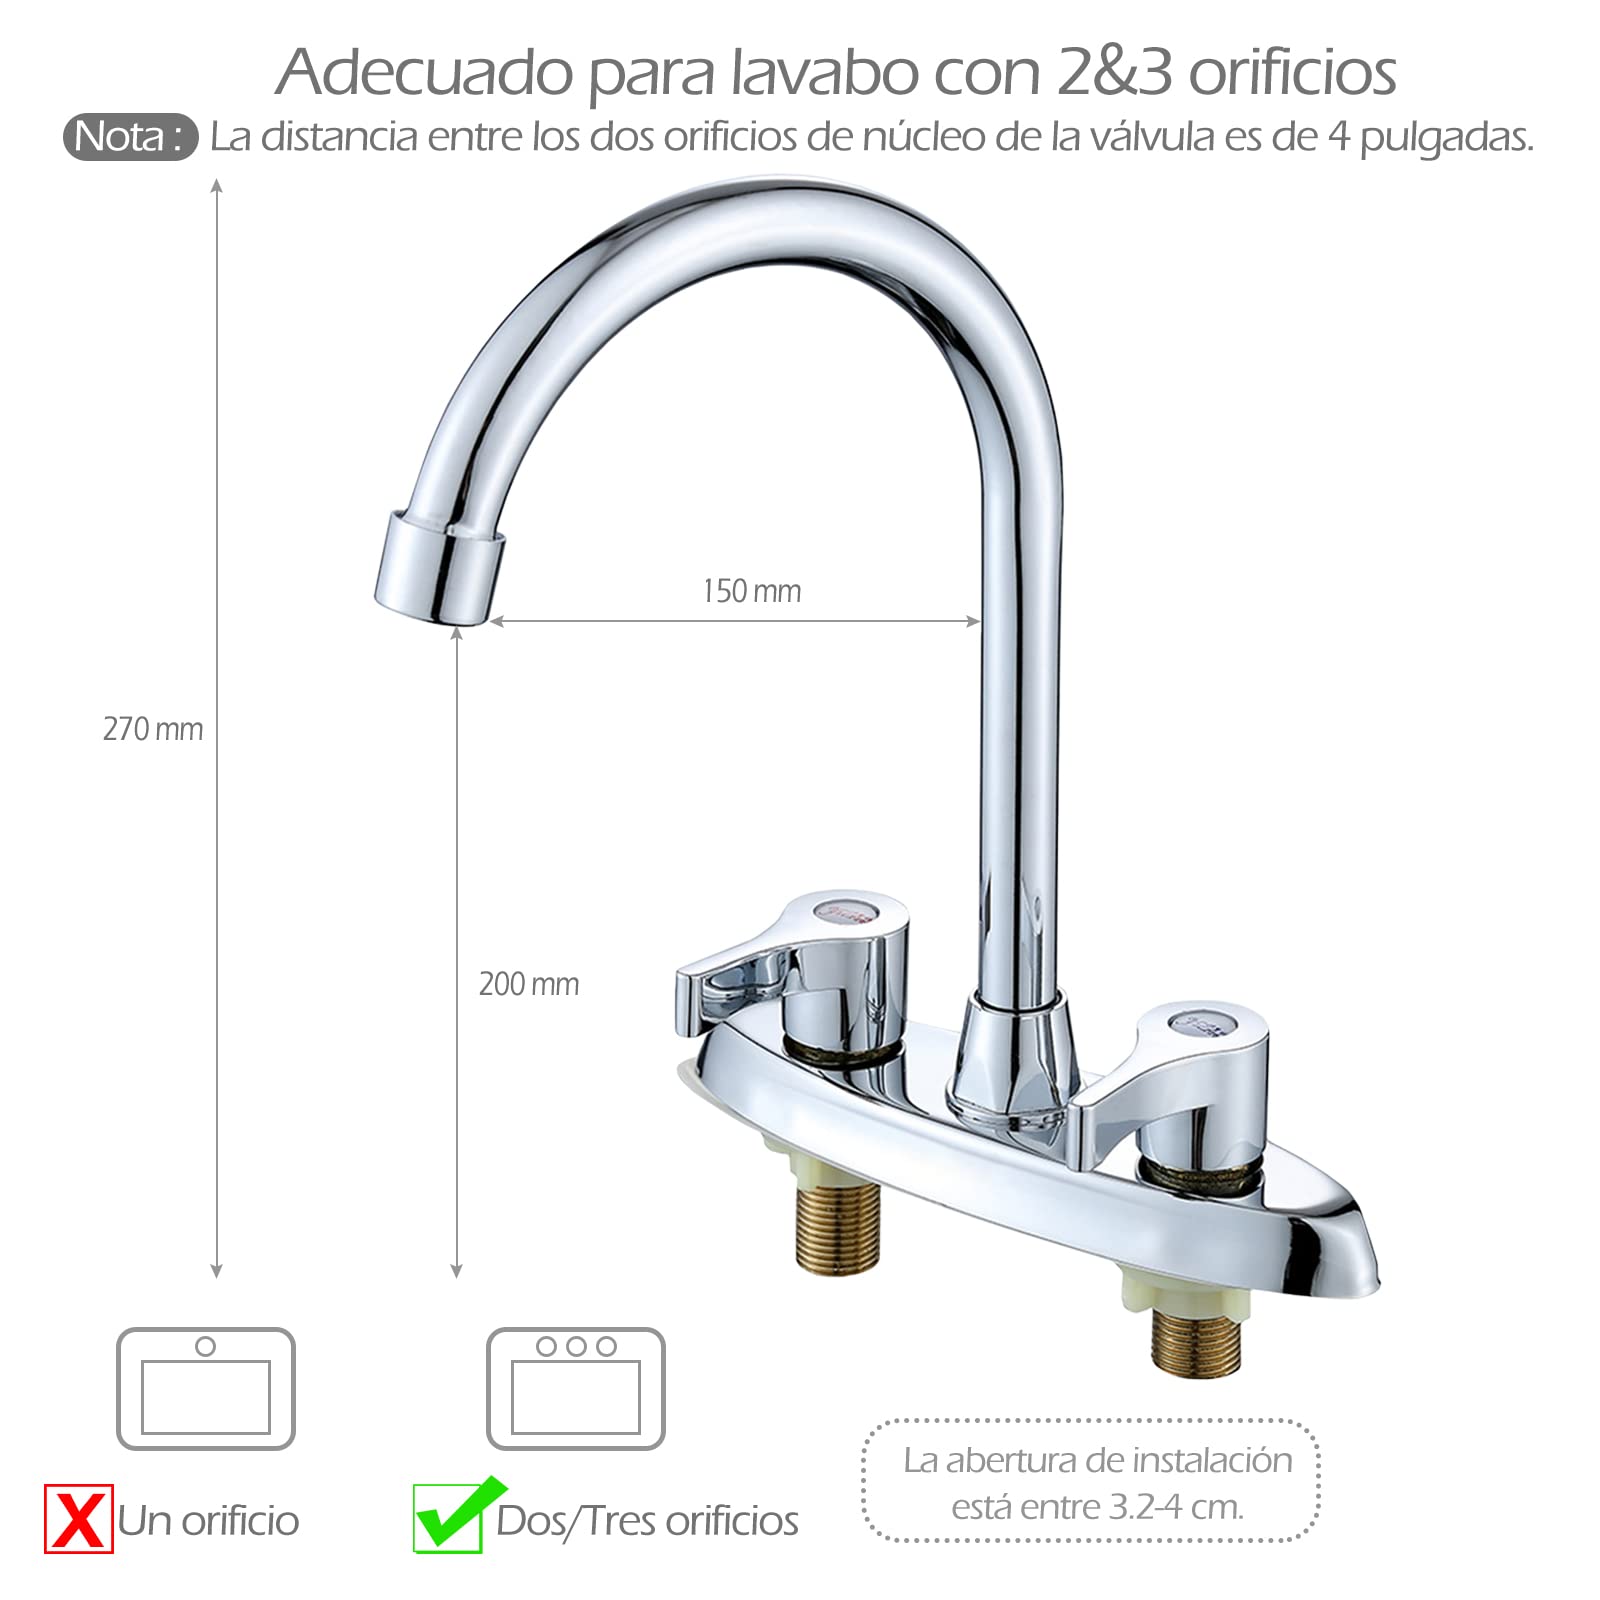 Adecuado para lavabo con 2&3 orificios
Nota : La distancia entre los dos orificios de núcleo de la válvula es de 4 pulgadas.
150 mm
270 mm
200 mm
Un orificio
Dos/Tres orificios
La abertura de instalación
está entre 3.2-4 cm.